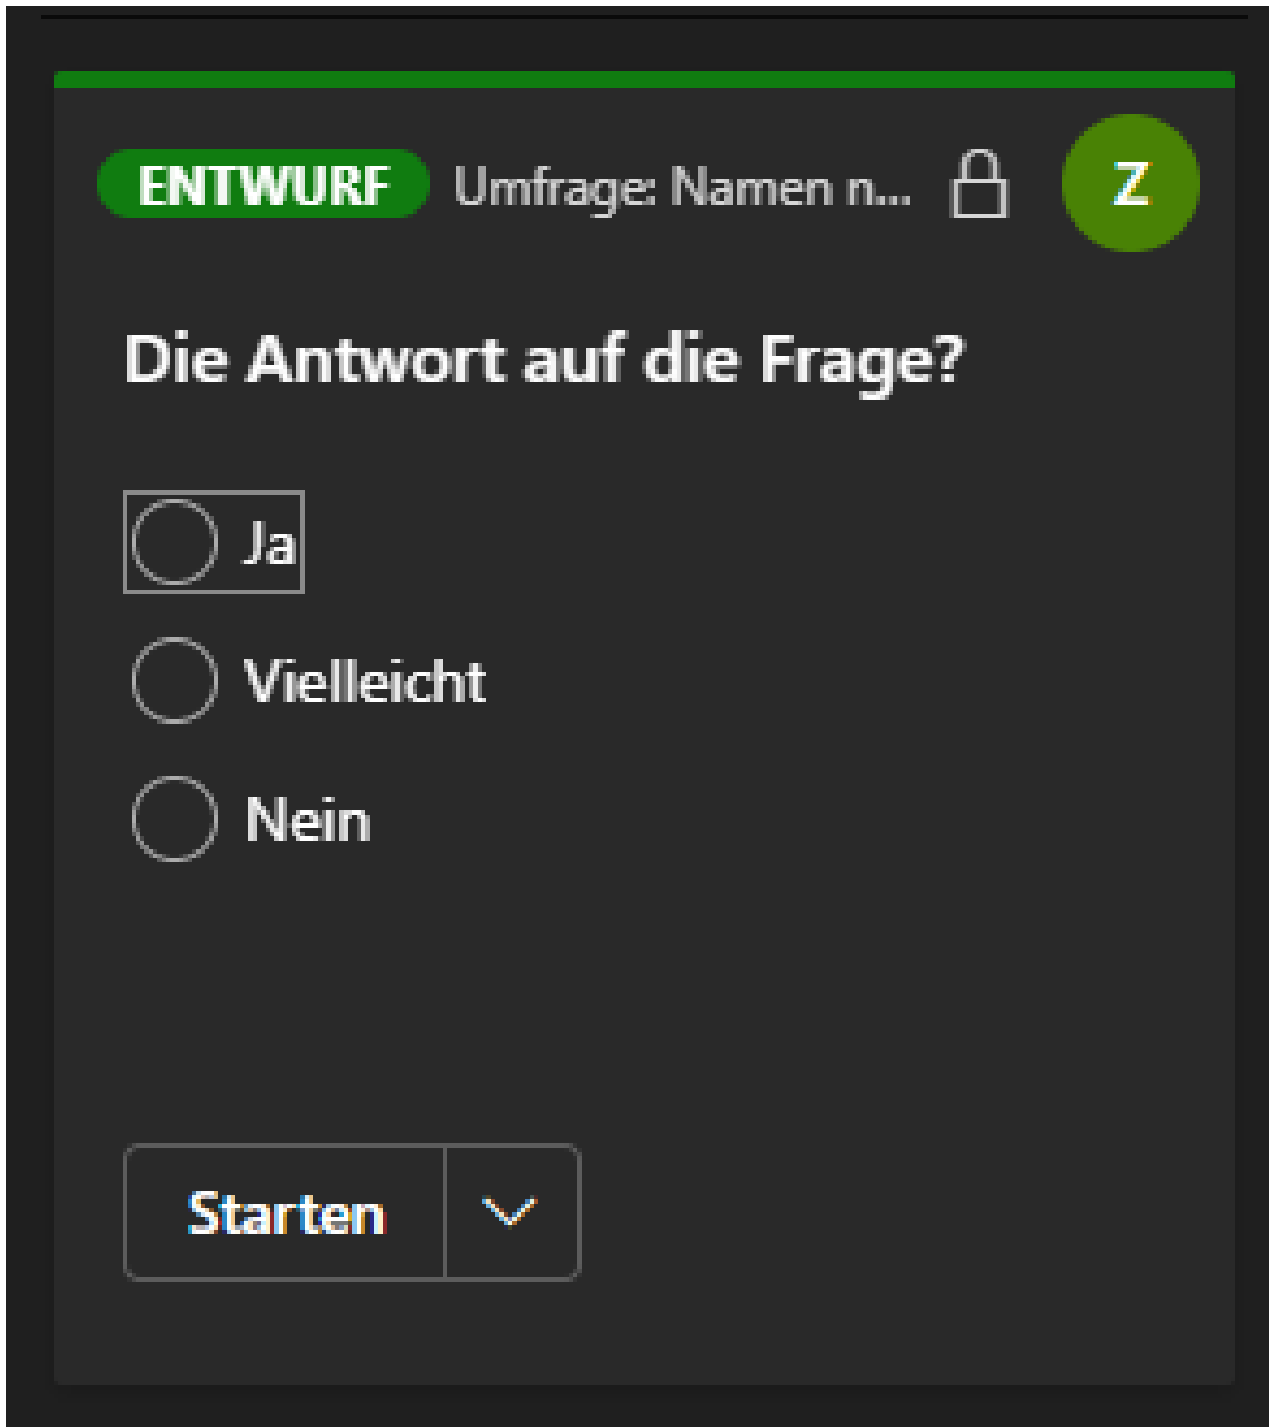 ENTWURF Umfrage: Namen n... Z
Die Antwort auf die Frage?
Ja
Vielleicht
Nein
Starten